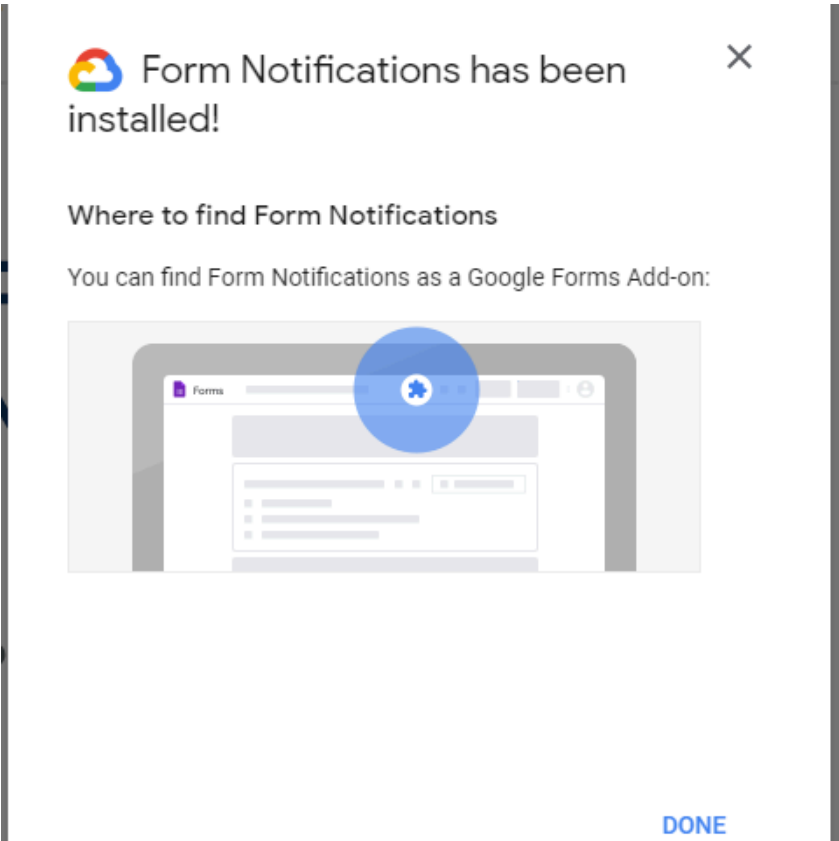 Form Notifications has been
installed!
Where to find Form Notifications
You can find Form Notifications as a Google Forms Add-on:
Forms
DONE